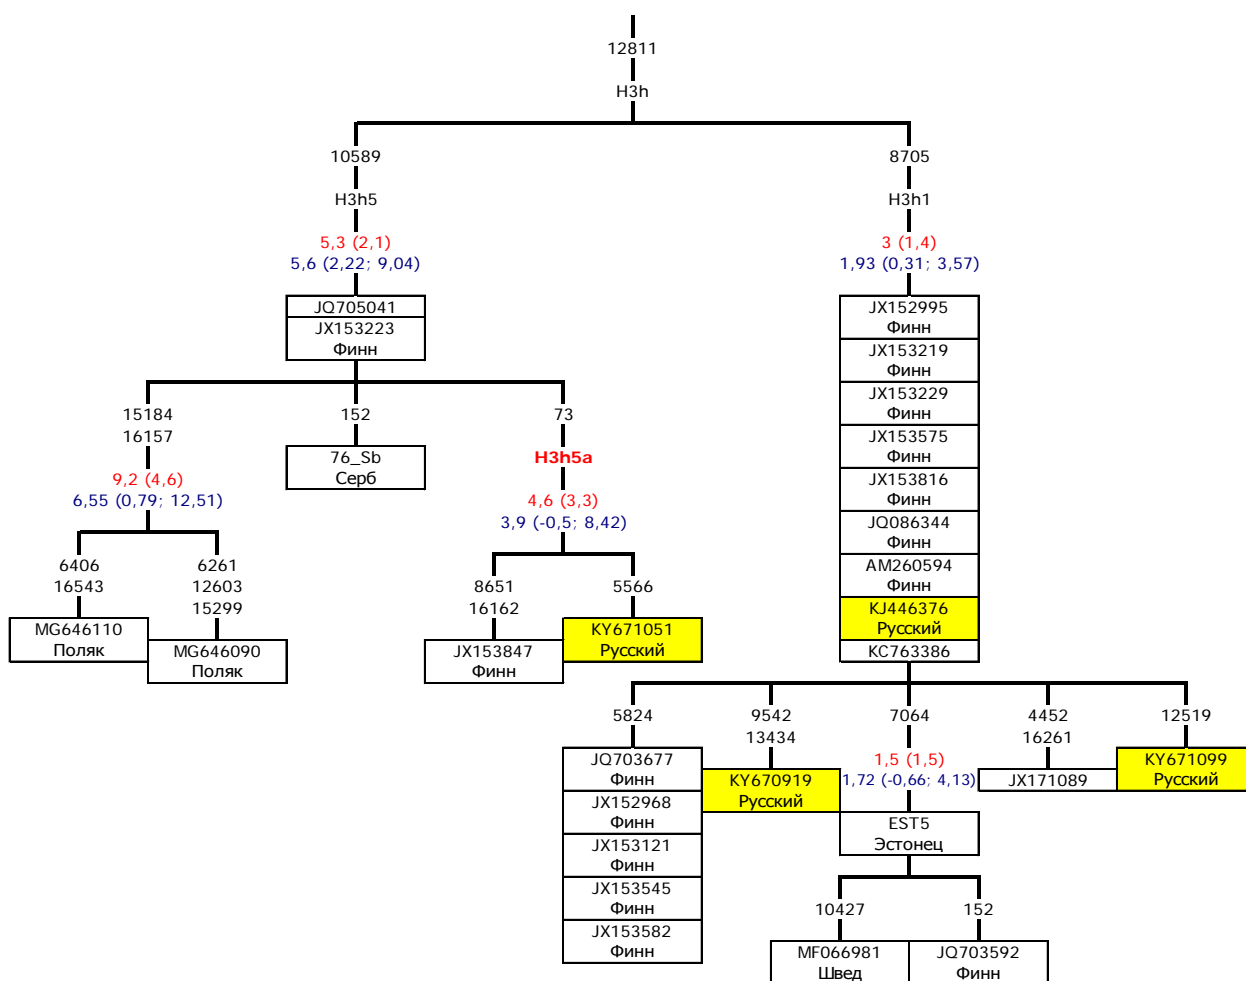 12811
H3h
10589
8705
H3h5
H3h1
5,3 (2,1)
5,6 (2,22; 9,04)
3 (1,4)
1,93 (0,31; 3,57)
JQ705041
JX153223
Финн
JX152995
Финн
JX153219
Финн
JX153229
Финн
JX153575
Финн
JX153816
Финн
JQ086344
Финн
AM260594
Финн
KJ446376
Русский
KC763386
15184
16157
152
73
9,2 (4,6)
6,55 (0,79; 12,51)
76_Sb
Серб
H3h5a
4,6 (3,3)
3,9 (-0,5; 8,42)
6406
16543
6261
12603
15299
8651
16162
5566
MG646110
Поляк
MG646090
Поляк
JX153847
Финн
KY671051
Русский
5824
9542
13434
7064
4452
16261
12519
JQ703677
Финн
JX152968
Финн
JX153121
Финн
JX153545
Финн
JX153582
Финн
KY670919
Русский
1,5 (1,5)
1,72 (-0,66; 4,13)
JX171089
KY671099
Русский
EST5
Эстонец
10427
152
MF066981
Швед
JQ703592
Финн